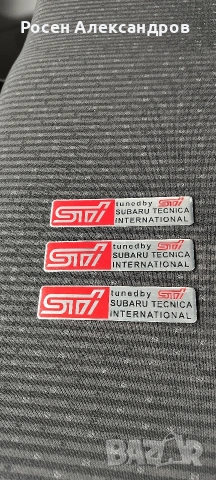 Росен Александров
STi tunedby STi
SUBARU TECNICA
INTERNATIONAL
STi tunedby STi
SUBARU TECNICA
INTERNATIONAL
STi tunedby STi
SUBARU TECNICA
INTERNATIONAL
BAZAR